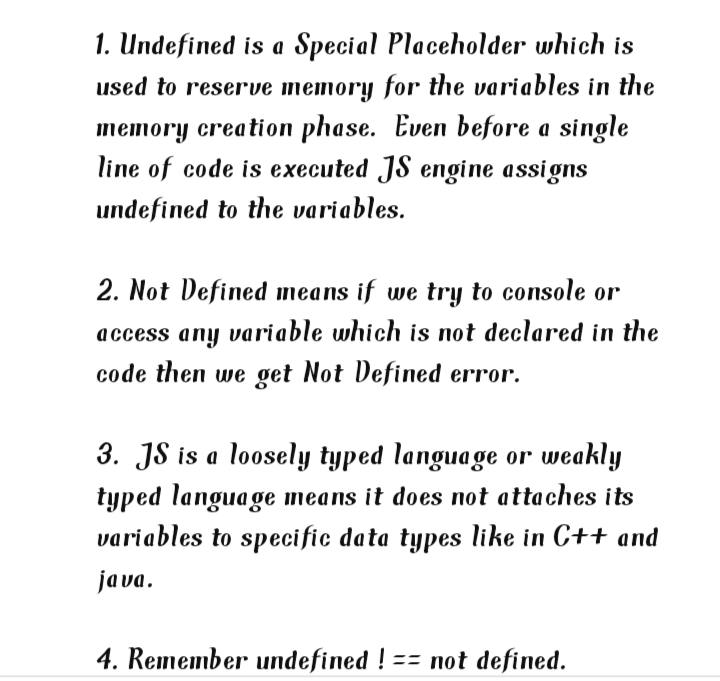 1. Undefined is a Special Placeholder which is
used to reserve memory for the variables in the
memory creation phase.  Even before a single
line of code is executed JS engine assigns
undefined to the variables.
2. Not Defined means if we try to console or
access any variable which is not declared in the
code then we get Not Defined error.
3.  JS is a loosely typed language or weakly
typed language means it does not attaches its
variables to specific data types like in C++ and
java.
4. Remember undefined ! == not defined.